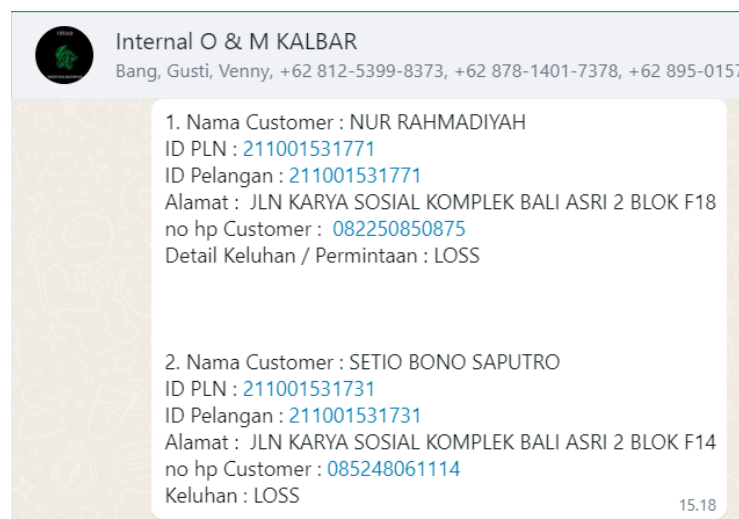 Internal O & M KALBAR
Bang, Gusti, Venny, +62 812-5399-8373, +62 878-1401-7378, +62 895-0157
1. Nama Customer : NUR RAHMADIYAH
ID PLN : 211001531771
ID Pelangan : 211001531771
Alamat :  JLN KARYA SOSIAL KOMPLEK BALI ASRI 2 BLOK F18
no hp Customer :  082250850875
Detail Keluhan / Permintaan : LOSS
2. Nama Customer : SETIO BONO SAPUTRO
ID PLN : 211001531731
ID Pelangan : 211001531731
Alamat :  JLN KARYA SOSIAL KOMPLEK BALI ASRI 2 BLOK F14
no hp Customer : 085248061114
Keluhan : LOSS
15.18